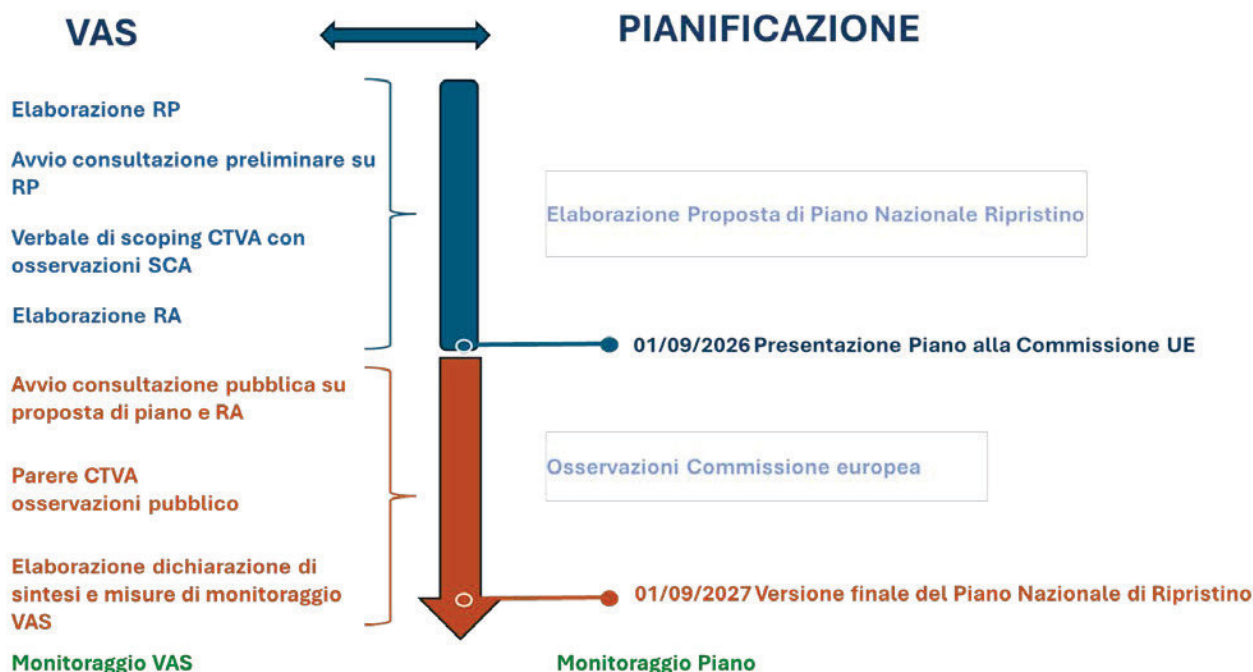 VAS
PIANIFICAZIONE
Elaborazione RP
Avvio consultazione preliminare su
RP
Elaborazione Proposta di Piano Nazionale Ripristino
Verbale di scoping CTVA con
osservazioni SCA
Elaborazione RA
01/09/2026 Presentazione Piano alla Commissione UE
Avvio consultazione pubblica su
proposta di piano e RA
Osservazioni Commissione europea
Parere CTVA
osservazioni pubblico
Elaborazione dichiarazione di
sintesi e misure di monitoraggio
VAS
01/09/2027 Versione finale del Piano Nazionale di Ripristino
Monitoraggio VAS
Monitoraggio Piano